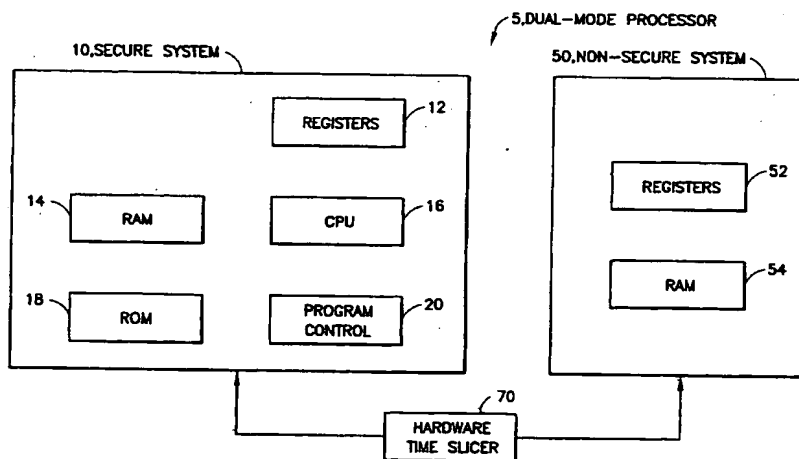 5,DUAL-MODE PROCESSOR
10,SECURE SYSTEM
50,NON-SECURE SYSTEM
12
REGISTERS
52
REGISTERS
14
RAM
16
CPU
54
RAM
18
ROM
20
PROGRAM
CONTROL
70
HARDWARE
TIME SLICER